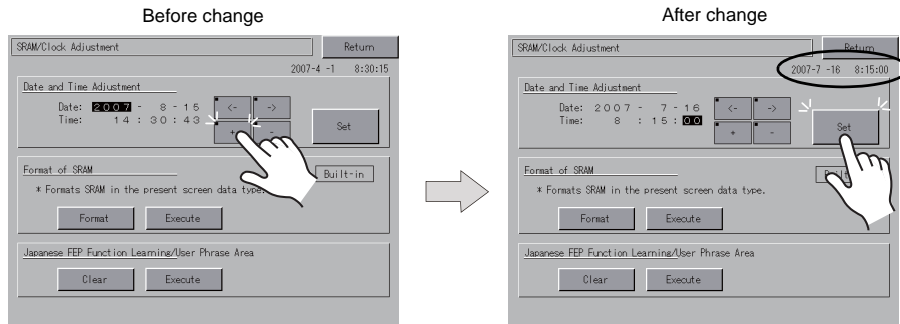 Before change
SRAM/Clock Adjustment
Return
2007-4 -1 8:30:15
Date and Time Adjustment
Date: 2007 - 8 - 15
Time: 14 : 30 : 43
<- ->
+ -
Set
Format of SRAM
Built-in
* Formats SRAM in the present screen data type.
Format Execute
Japanese FEP Function Learning/User Phrase Area
Clear Execute
After change
SRAM/Clock Adjustment
Return
2007-7 -16 8:15:00
Date and Time Adjustment
Date: 2007 - 7 - 16
Time: 8 : 15 : 00
<- ->
+ -
Set
Format of SRAM
* Formats SRAM in the present screen data type.
Format Execute
Japanese FEP Function Learning/User Phrase Area
Clear Execute